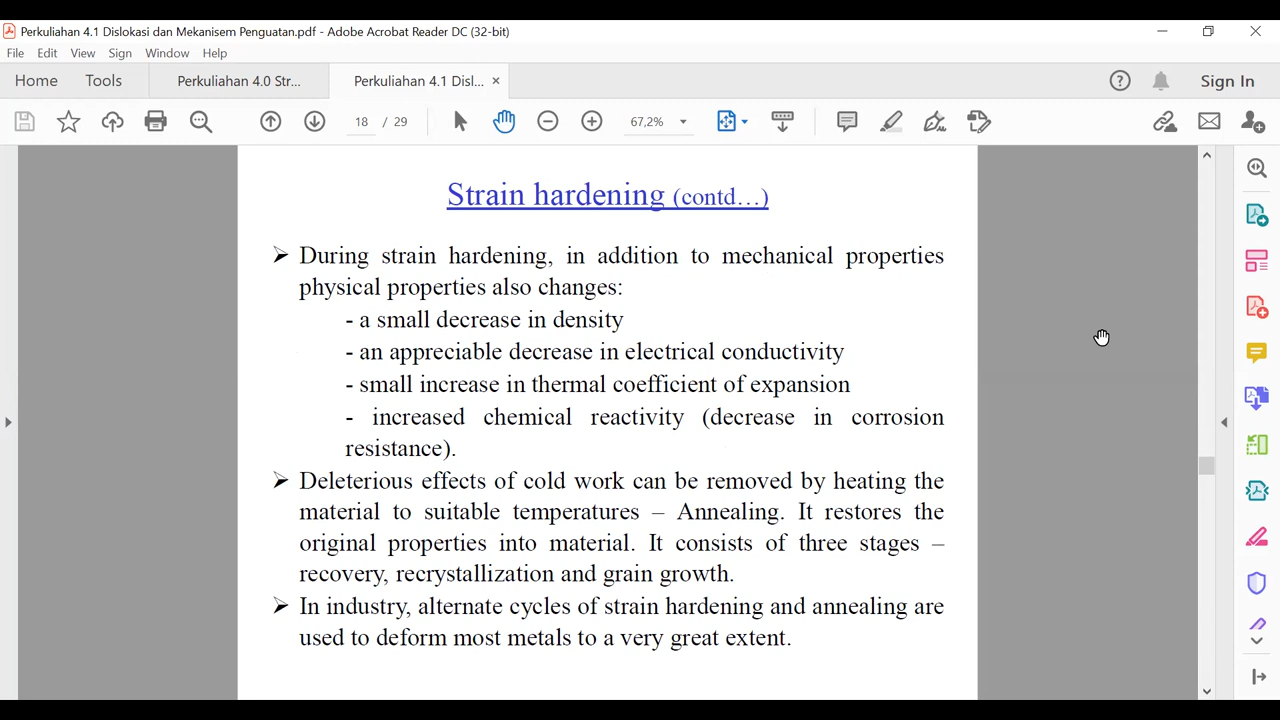 Perkuliahan 4.1 Dislokasi dan Mekanisem Penguatan.pdf - Adobe Acrobat Reader DC (32-bit)
File Edit View Sign Window Help
Home Tools Perkuliahan 4.0 Str... Perkuliahan 4.1 Disl... × Sign In
18 / 29 67,2%
Strain hardening (contd…)
➢ During strain hardening, in addition to mechanical properties
physical properties also changes:
- a small decrease in density
- an appreciable decrease in electrical conductivity
- small increase in thermal coefficient of expansion
- increased chemical reactivity (decrease in corrosion
resistance).
➢ Deleterious effects of cold work can be removed by heating the
material to suitable temperatures – Annealing. It restores the
original properties into material. It consists of three stages –
recovery, recrystallization and grain growth.
➢ In industry, alternate cycles of strain hardening and annealing are
used to deform most metals to a very great extent.